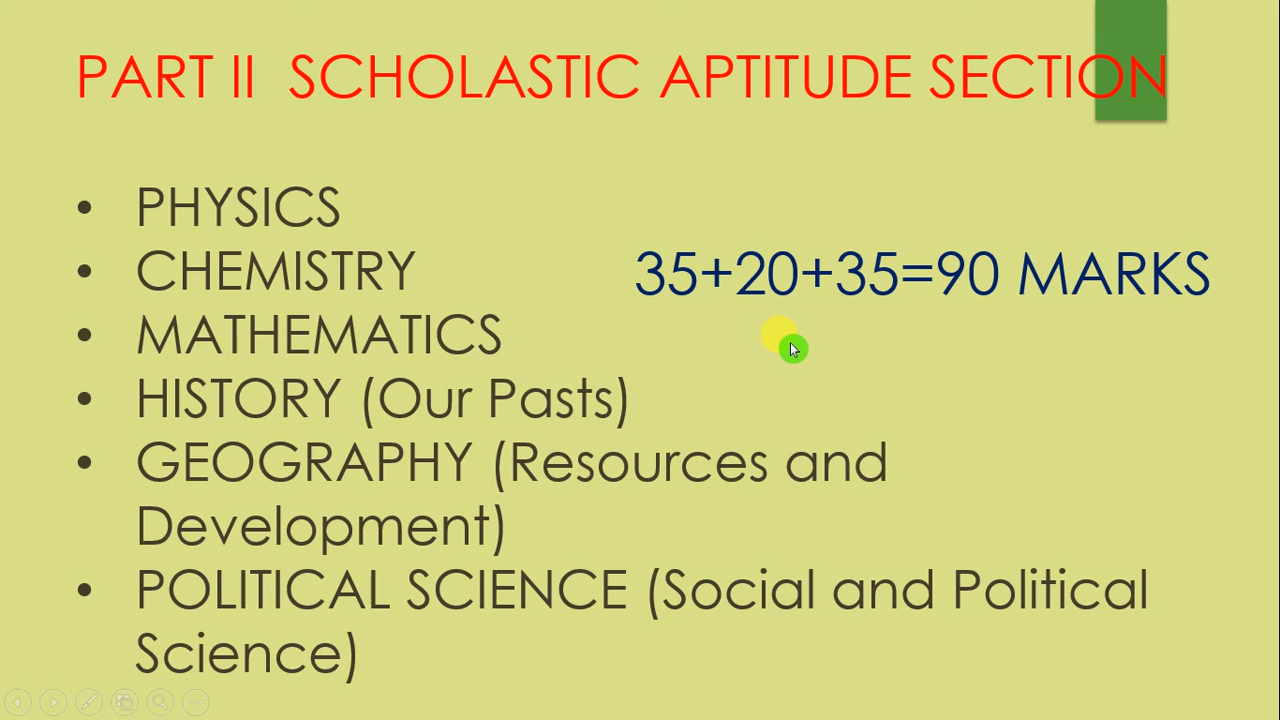 PART II SCHOLASTIC APTITUDE SECTION
• PHYSICS
• CHEMISTRY
35+20+35=90 MARKS
• MATHEMATICS
• HISTORY (Our Pasts)
• GEOGRAPHY (Resources and
Development)
• POLITICAL SCIENCE (Social and Political
Science)